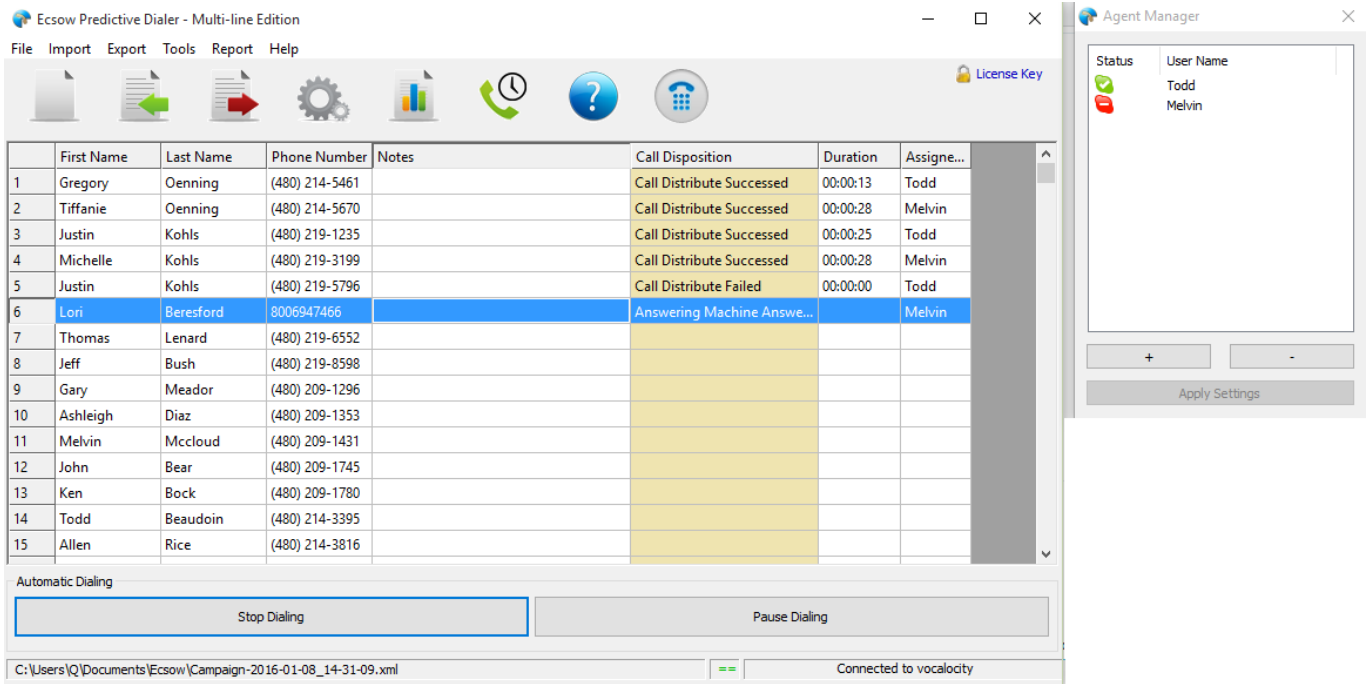 Ecsow Predictive Dialer - Multi-line Edition
Agent Manager
File Import Export Tools Report Help
License Key
Status User Name
Todd
Melvin
First Name Last Name Phone Number Notes Call Disposition Duration Assigne...
1 Gregory Oenning (480) 214-5461 Call Distribute Successed 00:00:13 Todd
2 Tiffanie Oenning (480) 214-5670 Call Distribute Successed 00:00:28 Melvin
3 Justin Kohls (480) 219-1235 Call Distribute Successed 00:00:25 Todd
4 Michelle Kohls (480) 219-3199 Call Distribute Successed 00:00:28 Melvin
5 Justin Kohls (480) 219-5796 Call Distribute Failed 00:00:00 Todd
6 Lori Beresford 8006947466 Answering Machine Answe... Melvin
7 Thomas Lenard (480) 219-6552
8 Jeff Bush (480) 219-8598
9 Gary Meador (480) 209-1296
10 Ashleigh Diaz (480) 209-1353
11 Melvin Mccloud (480) 209-1431
12 John Bear (480) 209-1745
13 Ken Bock (480) 209-1780
14 Todd Beaudoin (480) 214-3395
15 Allen Rice (480) 214-3816
+ -
Apply Settings
Automatic Dialing
Stop Dialing Pause Dialing
C:\Users\Q\Documents\Ecsow\Campaign-2016-01-08_14-31-09.xml == Connected to vocalocity